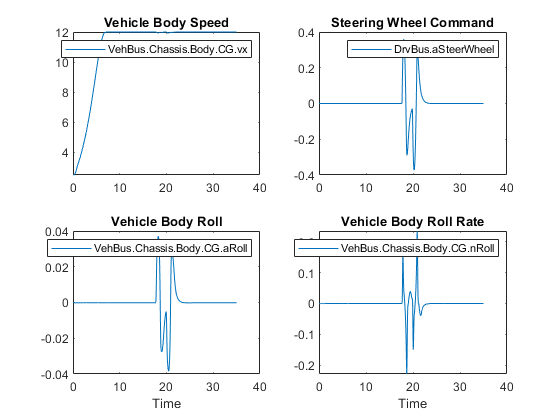 Vehicle Body Speed
12
VehBus.Chassis.Body.CG.vx
10
8
6
4
0 10 20 30 40
Steering Wheel Command
0.4
DrvBus.aSteerWheel
0
-0.2
-0.4
0 10 20 30 40
Vehicle Body Roll
0.04
VehBus.Chassis.Body.CG.aRoll
0.02
0
-0.02
-0.04
0 10 20 30 40
Time
Vehicle Body Roll Rate
VehBus.Chassis.Body.CG.nRoll
0.1
0
-0.1
-0.2
0 10 20 30 40
Time